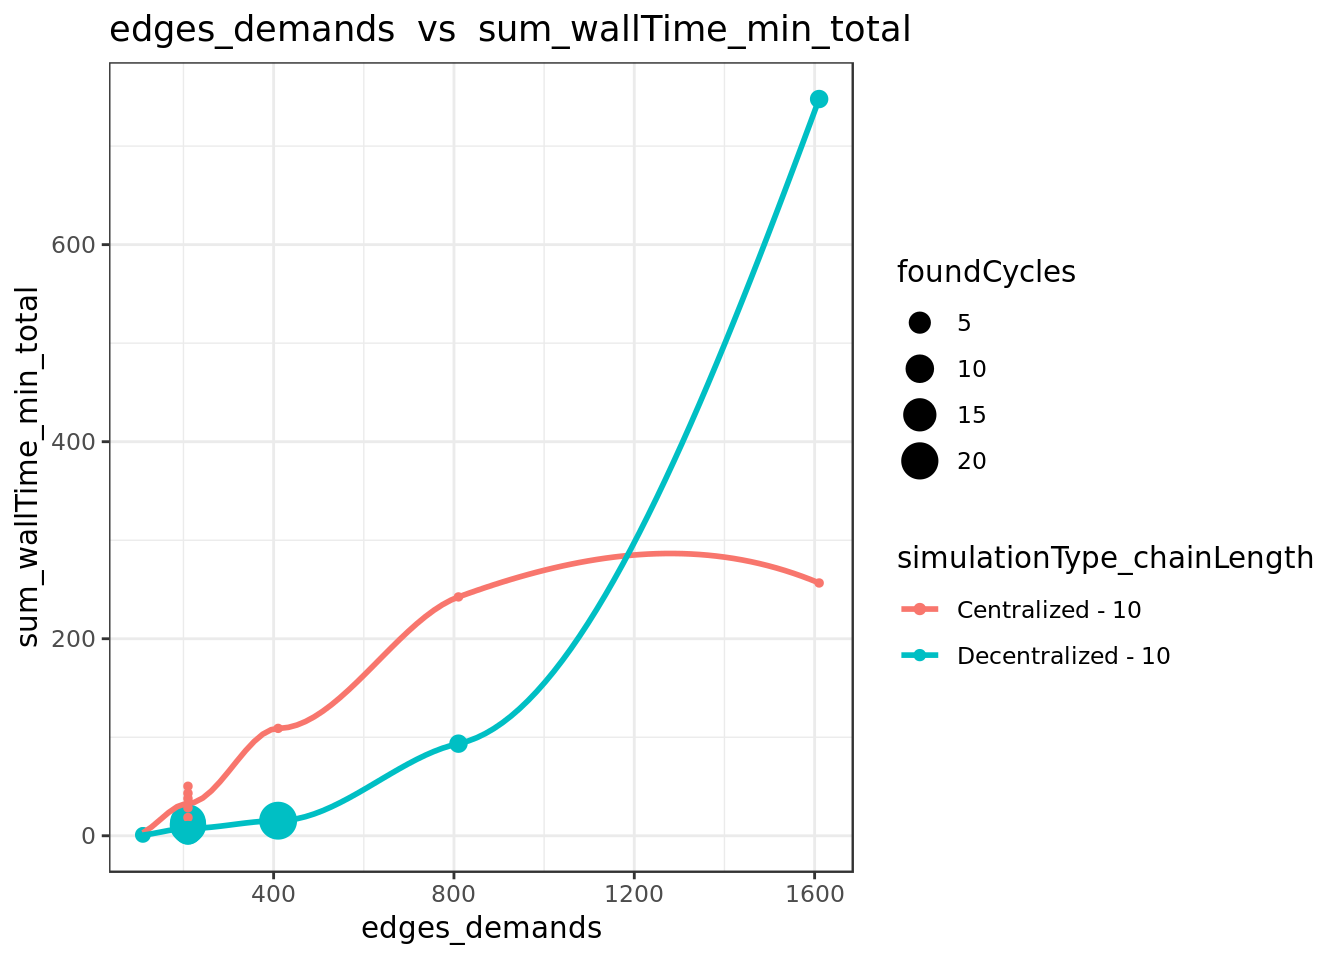 edges_demands  vs  sum_wallTime_min_total
sum_wallTime_min_total
600
400
200
0
400
800
1200
1600
edges_demands
foundCycles
5
10
15
20
simulationType_chainLength
Centralized - 10
Decentralized - 10